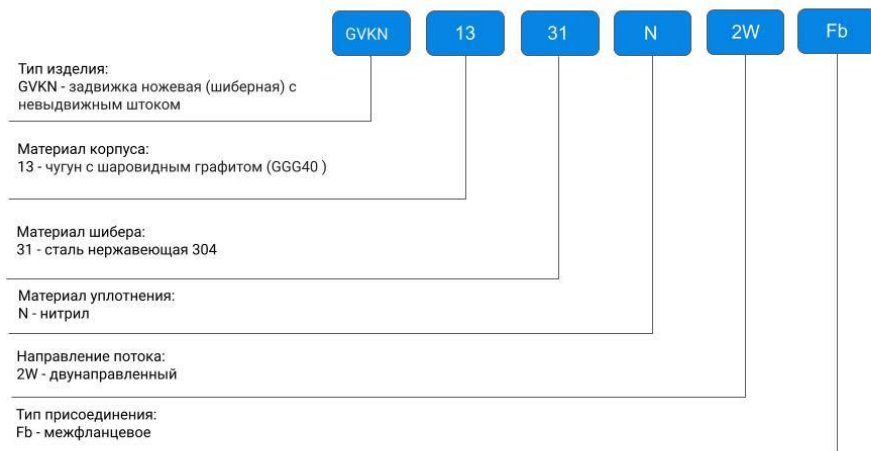 GVKN 13 31 N 2W Fb
Тип изделия:
GVKN - задвижка ножевая (шиберная) с
невыдвижным штоком
Материал корпуса:
13 - чугун с шаровидным графитом (GGG40 )
Материал шибера:
31 - сталь нержавеющая 304
Материал уплотнения:
N - нитрил
Направление потока:
2W - двунаправленный
Тип присоединения:
Fb - межфланцевое